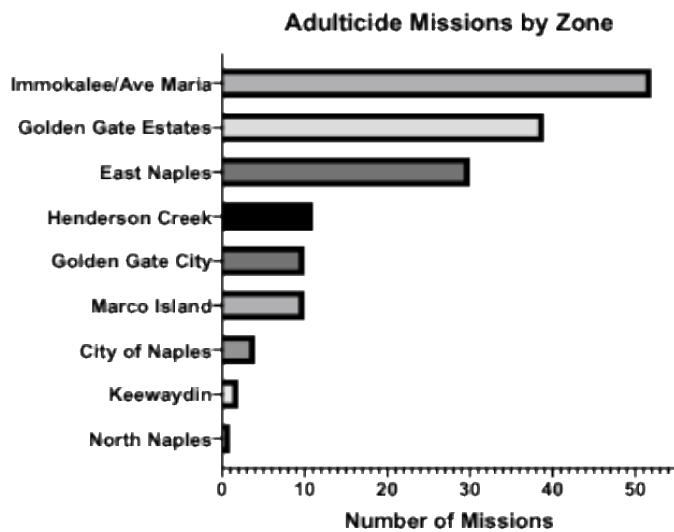 Adulticide Missions by Zone
Immokalee/Ave Maria
Golden Gate Estates
East Naples
Henderson Creek
Golden Gate City
Marco Island
City of Naples
Keewaydin
North Naples
0 10 20 30 40 50
Number of Missions